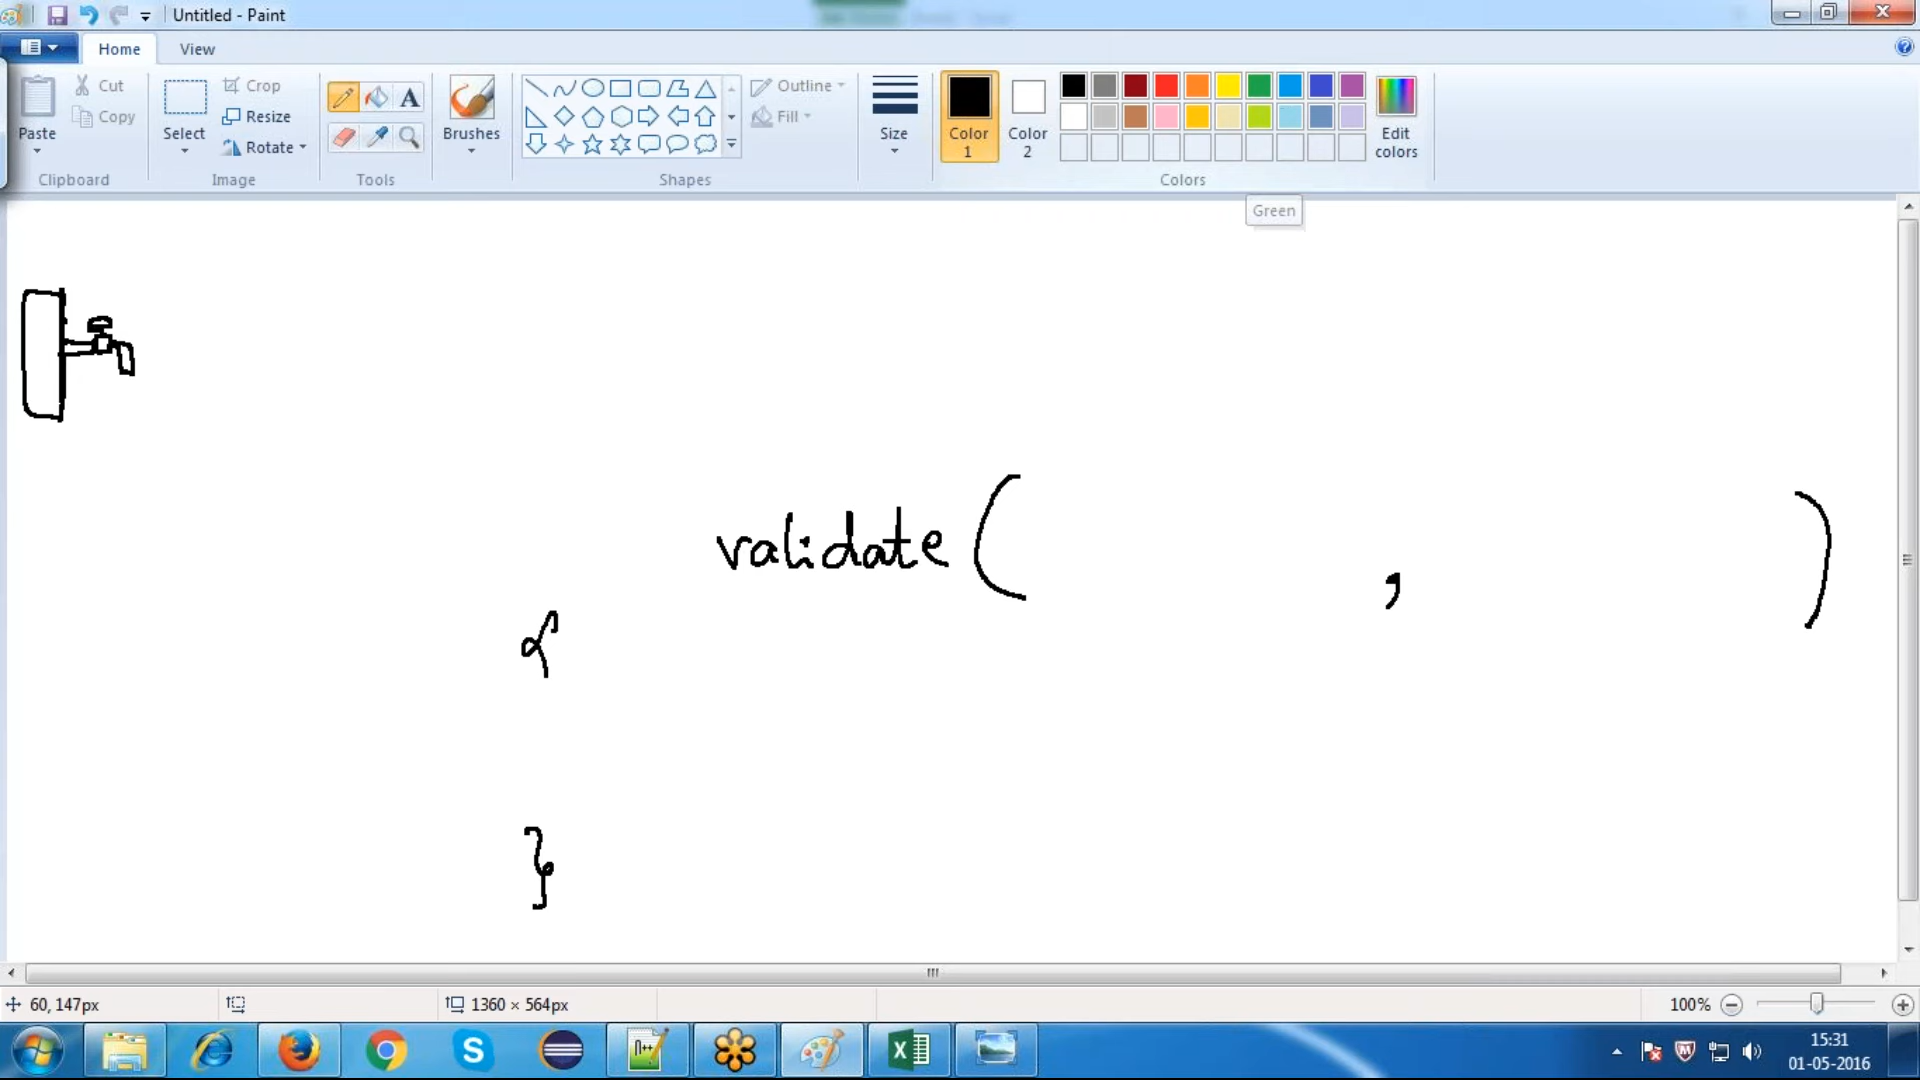 Untitled - Paint
Home View
Paste
Cut
Copy
Clipboard
Select
Crop
Resize
Rotate
Image
Tools
A
Brushes
Shapes
Outline
Fill
Size
Color 1
Color 2
Edit colors
Colors
Green
validate ( , )
{
}
60, 147px
1360 × 564px
100%
15:31
01-05-2016